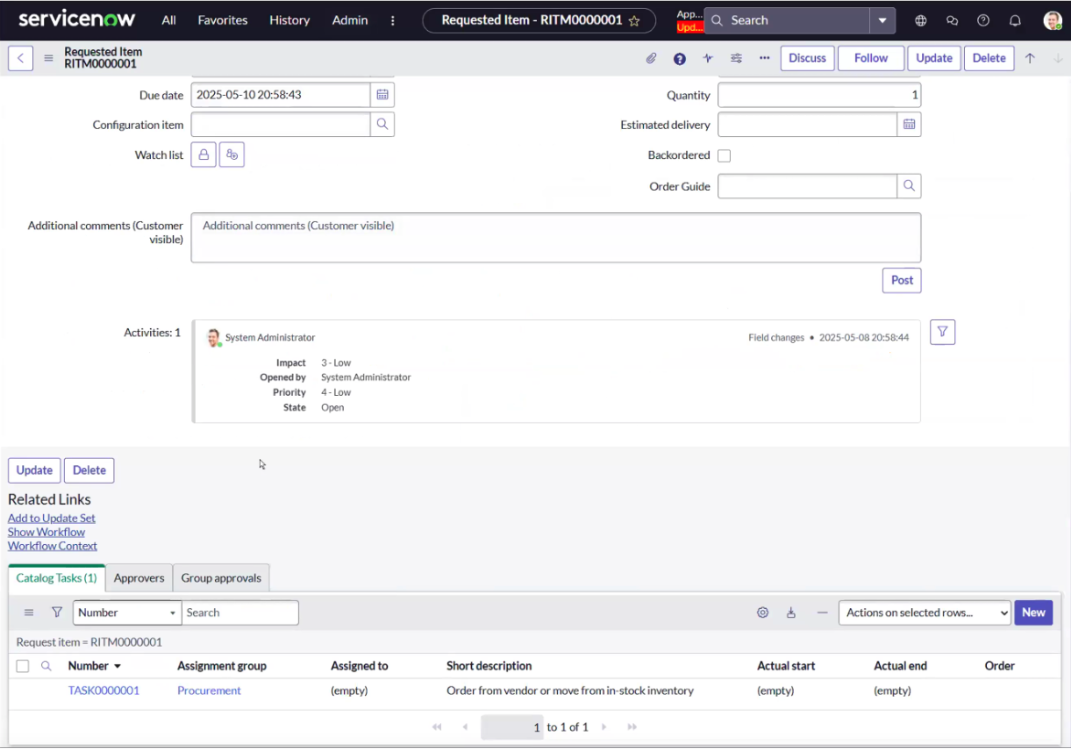 servicenow All Favorites History Admin Requested Item - RITM0000001 App... Search
Upd...
Requested Item
RITM0000001
Discuss Follow Update Delete
Due date 2025-05-10 20:58:43 Quantity 1
Configuration item Estimated delivery
Watch list Backordered
Order Guide
Additional comments (Customer visible) Additional comments (Customer visible)
Post
Activities: 1 System Administrator Field changes • 2025-05-08 20:58:44
Impact 3 - Low
Opened by System Administrator
Priority 4 - Low
State Open
Update Delete
Related Links
Add to Update Set
Show Workflow
Workflow Context
Catalog Tasks (1) Approvers Group approvals
Number Search Actions on selected rows... New
Request item = RITM0000001
Number Assignment group Assigned to Short description Actual start Actual end Order
TASK0000001 Procurement (empty) Order from vendor or move from in-stock inventory (empty) (empty)
1 to 1 of 1